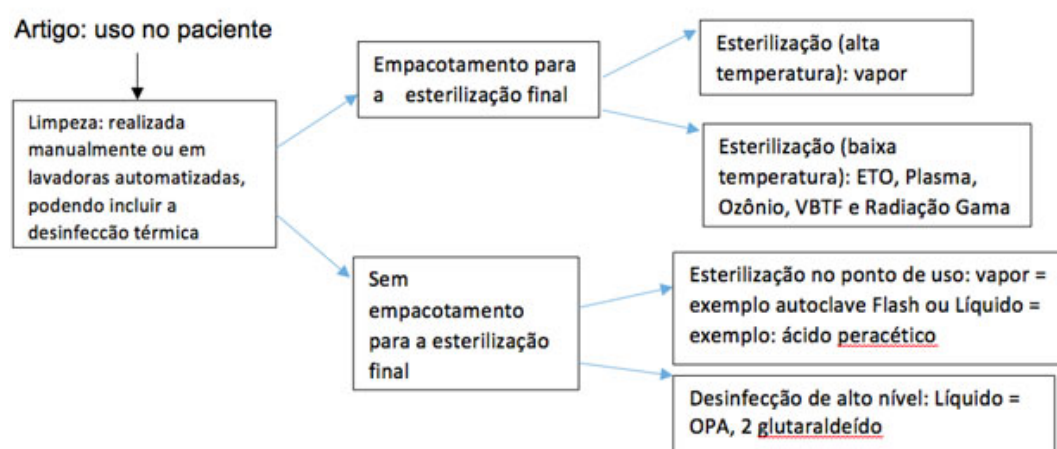 Artigo: uso no paciente
Limpeza: realizada
manualmente ou em
lavadoras automatizadas,
podendo incluir a
desinfecção térmica
Empacotamento para
a esterilização final
Esterilização (alta
temperatura): vapor
Esterilização (baixa
temperatura): ETO, Plasma,
Ozônio, VBTF e Radiação Gama
Sem
empacotamento
para a esterilização
final
Esterilização no ponto de uso: vapor =
exemplo autoclave Flash ou Líquido =
exemplo: ácido peracético
Desinfecção de alto nível: Líquido =
OPA, 2 glutaraldeído